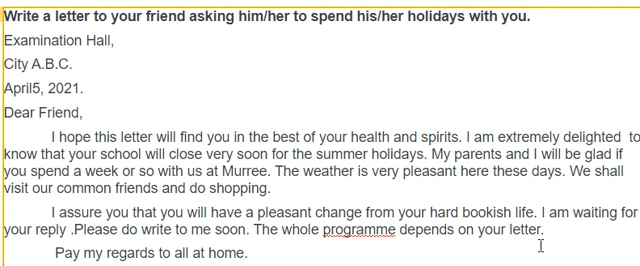 Write a letter to your friend asking him/her to spend his/her holidays with you.
Examination Hall,
City A.B.C.
April5, 2021.
Dear Friend,
I hope this letter will find you in the best of your health and spirits. I am extremely delighted to
know that your school will close very soon for the summer holidays. My parents and I will be glad if
you spend a week or so with us at Murree. The weather is very pleasant here these days. We shall
visit our common friends and do shopping.
I assure you that you will have a pleasant change from your hard bookish life. I am waiting for
your reply .Please do write to me soon. The whole programme depends on your letter.
Pay my regards to all at home.